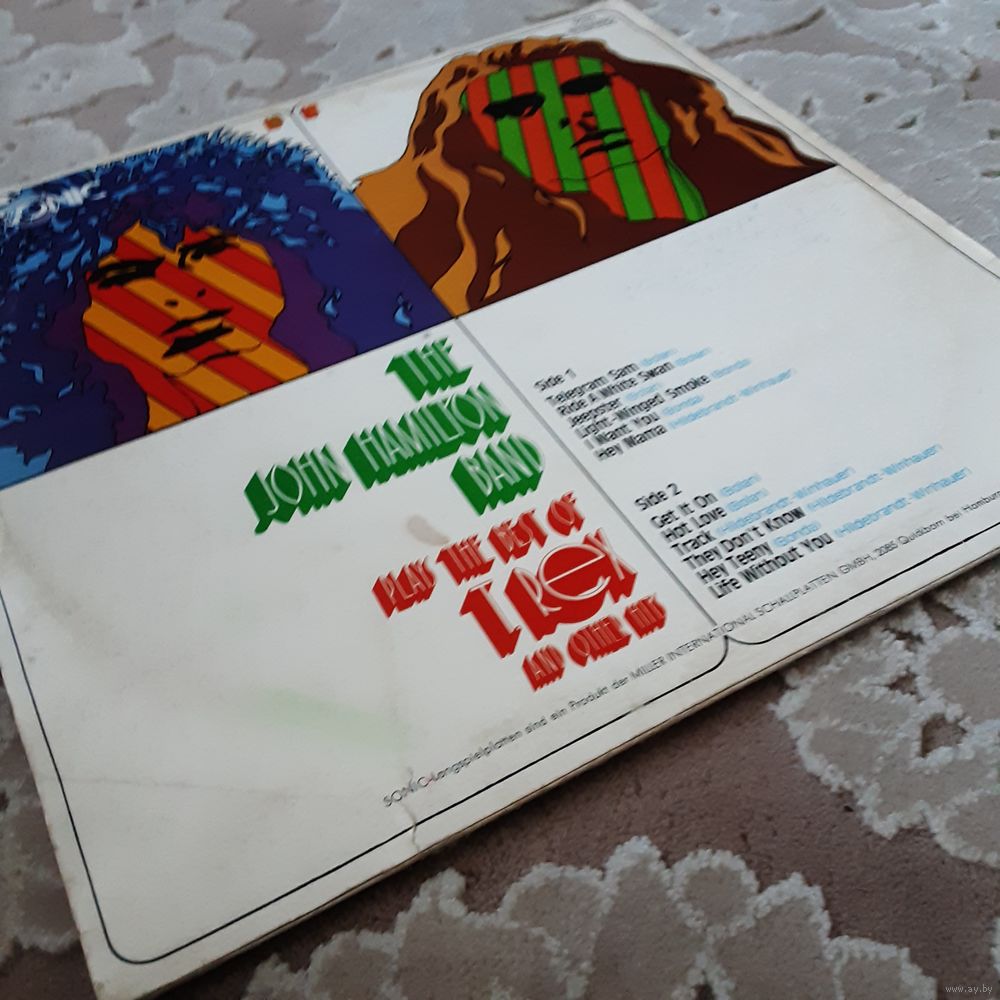 SONIC
THE
JOHN HAMILTON
BAND
PLAYS THE BEST OF
T REX
AND OTHER HITS
Side 1
Telegram Sam (Bolan)
Ride A White Swan (Bolan)
Jeepster (Bolan)
Light-Winged Smoke (Gonda)
I Want You (Gonda)
Hey Mama (Hildebrandt-Winhauer)
Side 2
Get It On (Bolan)
Hot Love (Bolan)
Track (Hildebrandt-Winhauer)
They Don't Know (Hildebrandt-Winhauer)
Hey Teeny (Gonda)
Life Without You (Hildebrandt-Winhauer)
SONIC-Langspielplatten sind ein Produkt der MILLER INTERNATIONAL SCHALLPLATTEN GMBH, 2085 Quickborn bei Hamburg
www.ay.by